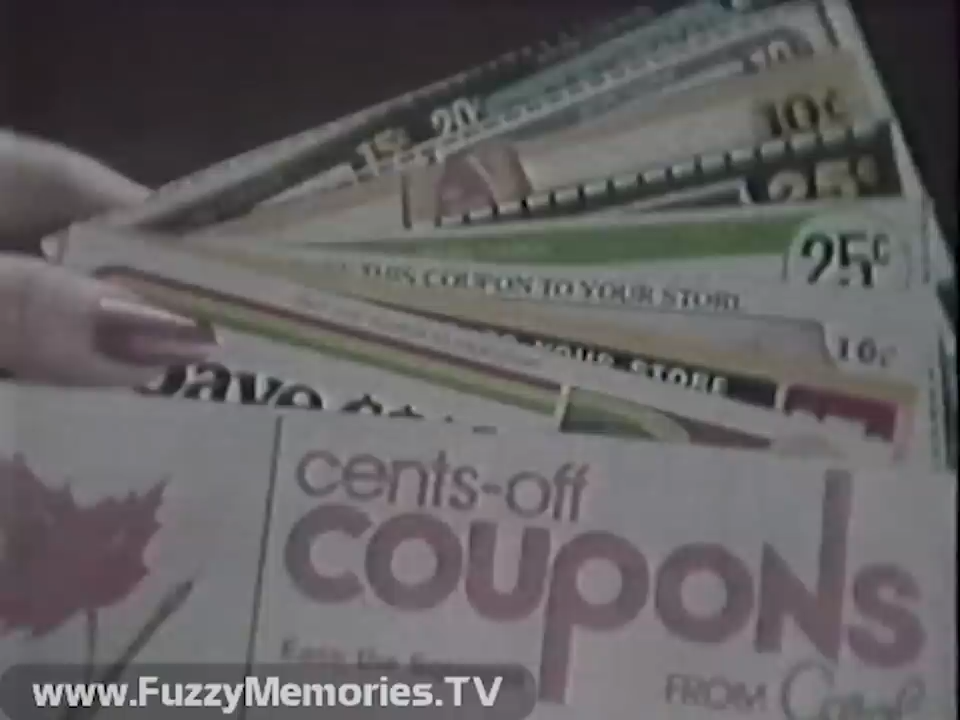 15¢ 20¢
10
10¢
25¢
25¢
THIS COUPON TO YOUR STORE
10¢
YOUR STORE
Save $$
cents-off
coupons
FROM
www.FuzzyMemories.TV